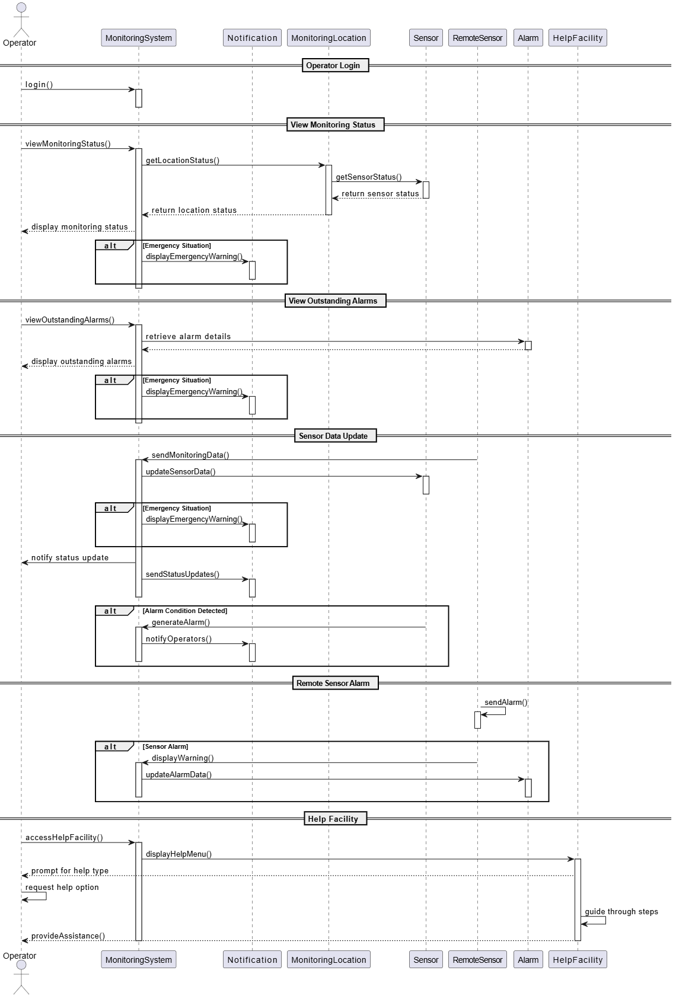 Operator
MonitoringSystem
Notification
MonitoringLocation
Sensor
RemoteSensor
Alarm
HelpFacility
Operator Login
login()
View Monitoring Status
viewMonitoringStatus()
getLocationStatus()
getSensorStatus()
return sensor status
return location status
display monitoring status
alt
[Emergency Situation]
displayEmergencyWarning()
View Outstanding Alarms
viewOutstandingAlarms()
retrieve alarm details
display outstanding alarms
alt
[Emergency Situation]
displayEmergencyWarning()
Sensor Data Update
sendMonitoringData()
updateSensorData()
alt
[Emergency Situation]
displayEmergencyWarning()
notify status update
sendStatusUpdates()
alt
[Alarm Condition Detected]
generateAlarm()
notifyOperators()
Remote Sensor Alarm
sendAlarm()
alt
[Sensor Alarm]
displayWarning()
updateAlarmData()
Help Facility
accessHelpFacility()
displayHelpMenu()
prompt for help type
request help option
guide through steps
provideAssistance()
Operator
MonitoringSystem
Notification
MonitoringLocation
Sensor
RemoteSensor
Alarm
HelpFacility